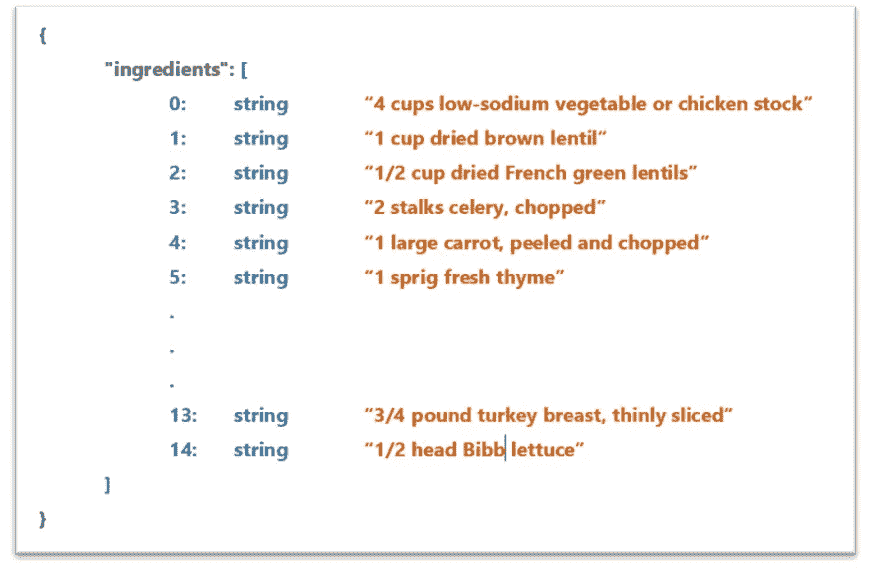 {
"ingredients": [
0: string “4 cups low-sodium vegetable or chicken stock”
1: string “1 cup dried brown lentil”
2: string “1/2 cup dried French green lentils”
3: string “2 stalks celery, chopped”
4: string “1 large carrot, peeled and chopped”
5: string “1 sprig fresh thyme”
.
.
.
13: string “3/4 pound turkey breast, thinly sliced”
14: string “1/2 head Bibb lettuce”
]
}